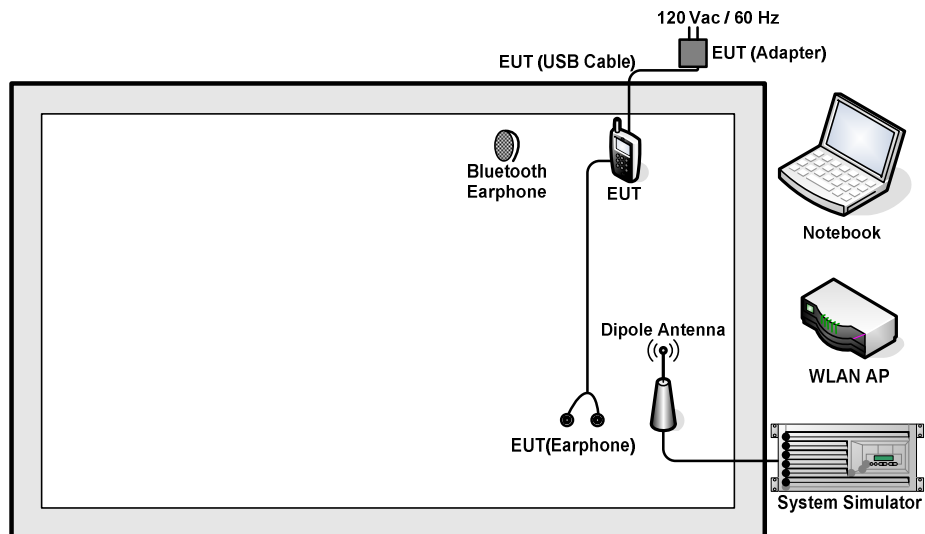 120 Vac / 60 Hz
EUT (Adapter)
EUT (USB Cable)
Bluetooth
Earphone
EUT
Notebook
Dipole Antenna
WLAN AP
EUT(Earphone)
System Simulator